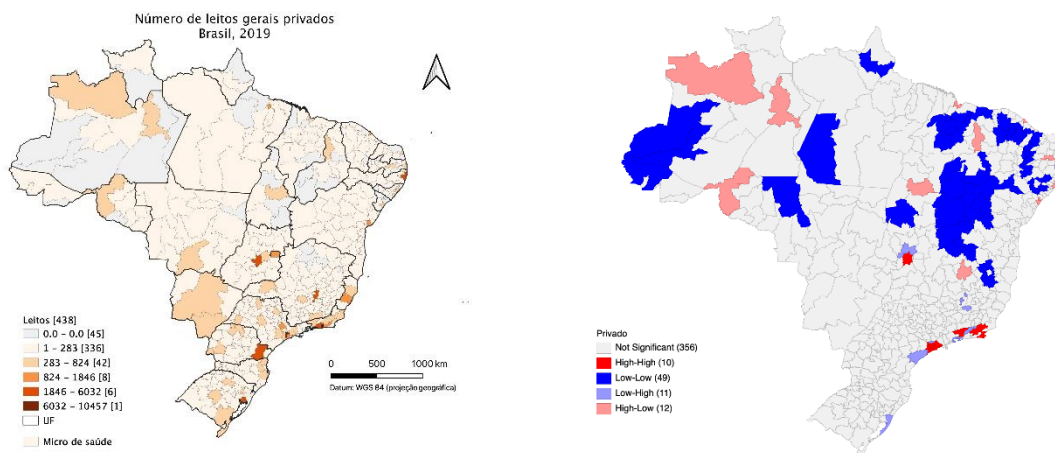 Número de leitos gerais privados
Brasil, 2019
Leitos [438]
0.0 - 0.0 [45]
1 - 283 [336]
283 - 824 [42]
824 - 1846 [8]
1846 - 6032 [6]
6032 - 10457 [1]
UF
Micro de saúde
0 500 1000 km
Datum: WGS 84 (projeção geográfica)
Privado
Not Significant (356)
High-High (10)
Low-Low (49)
Low-High (11)
High-Low (12)